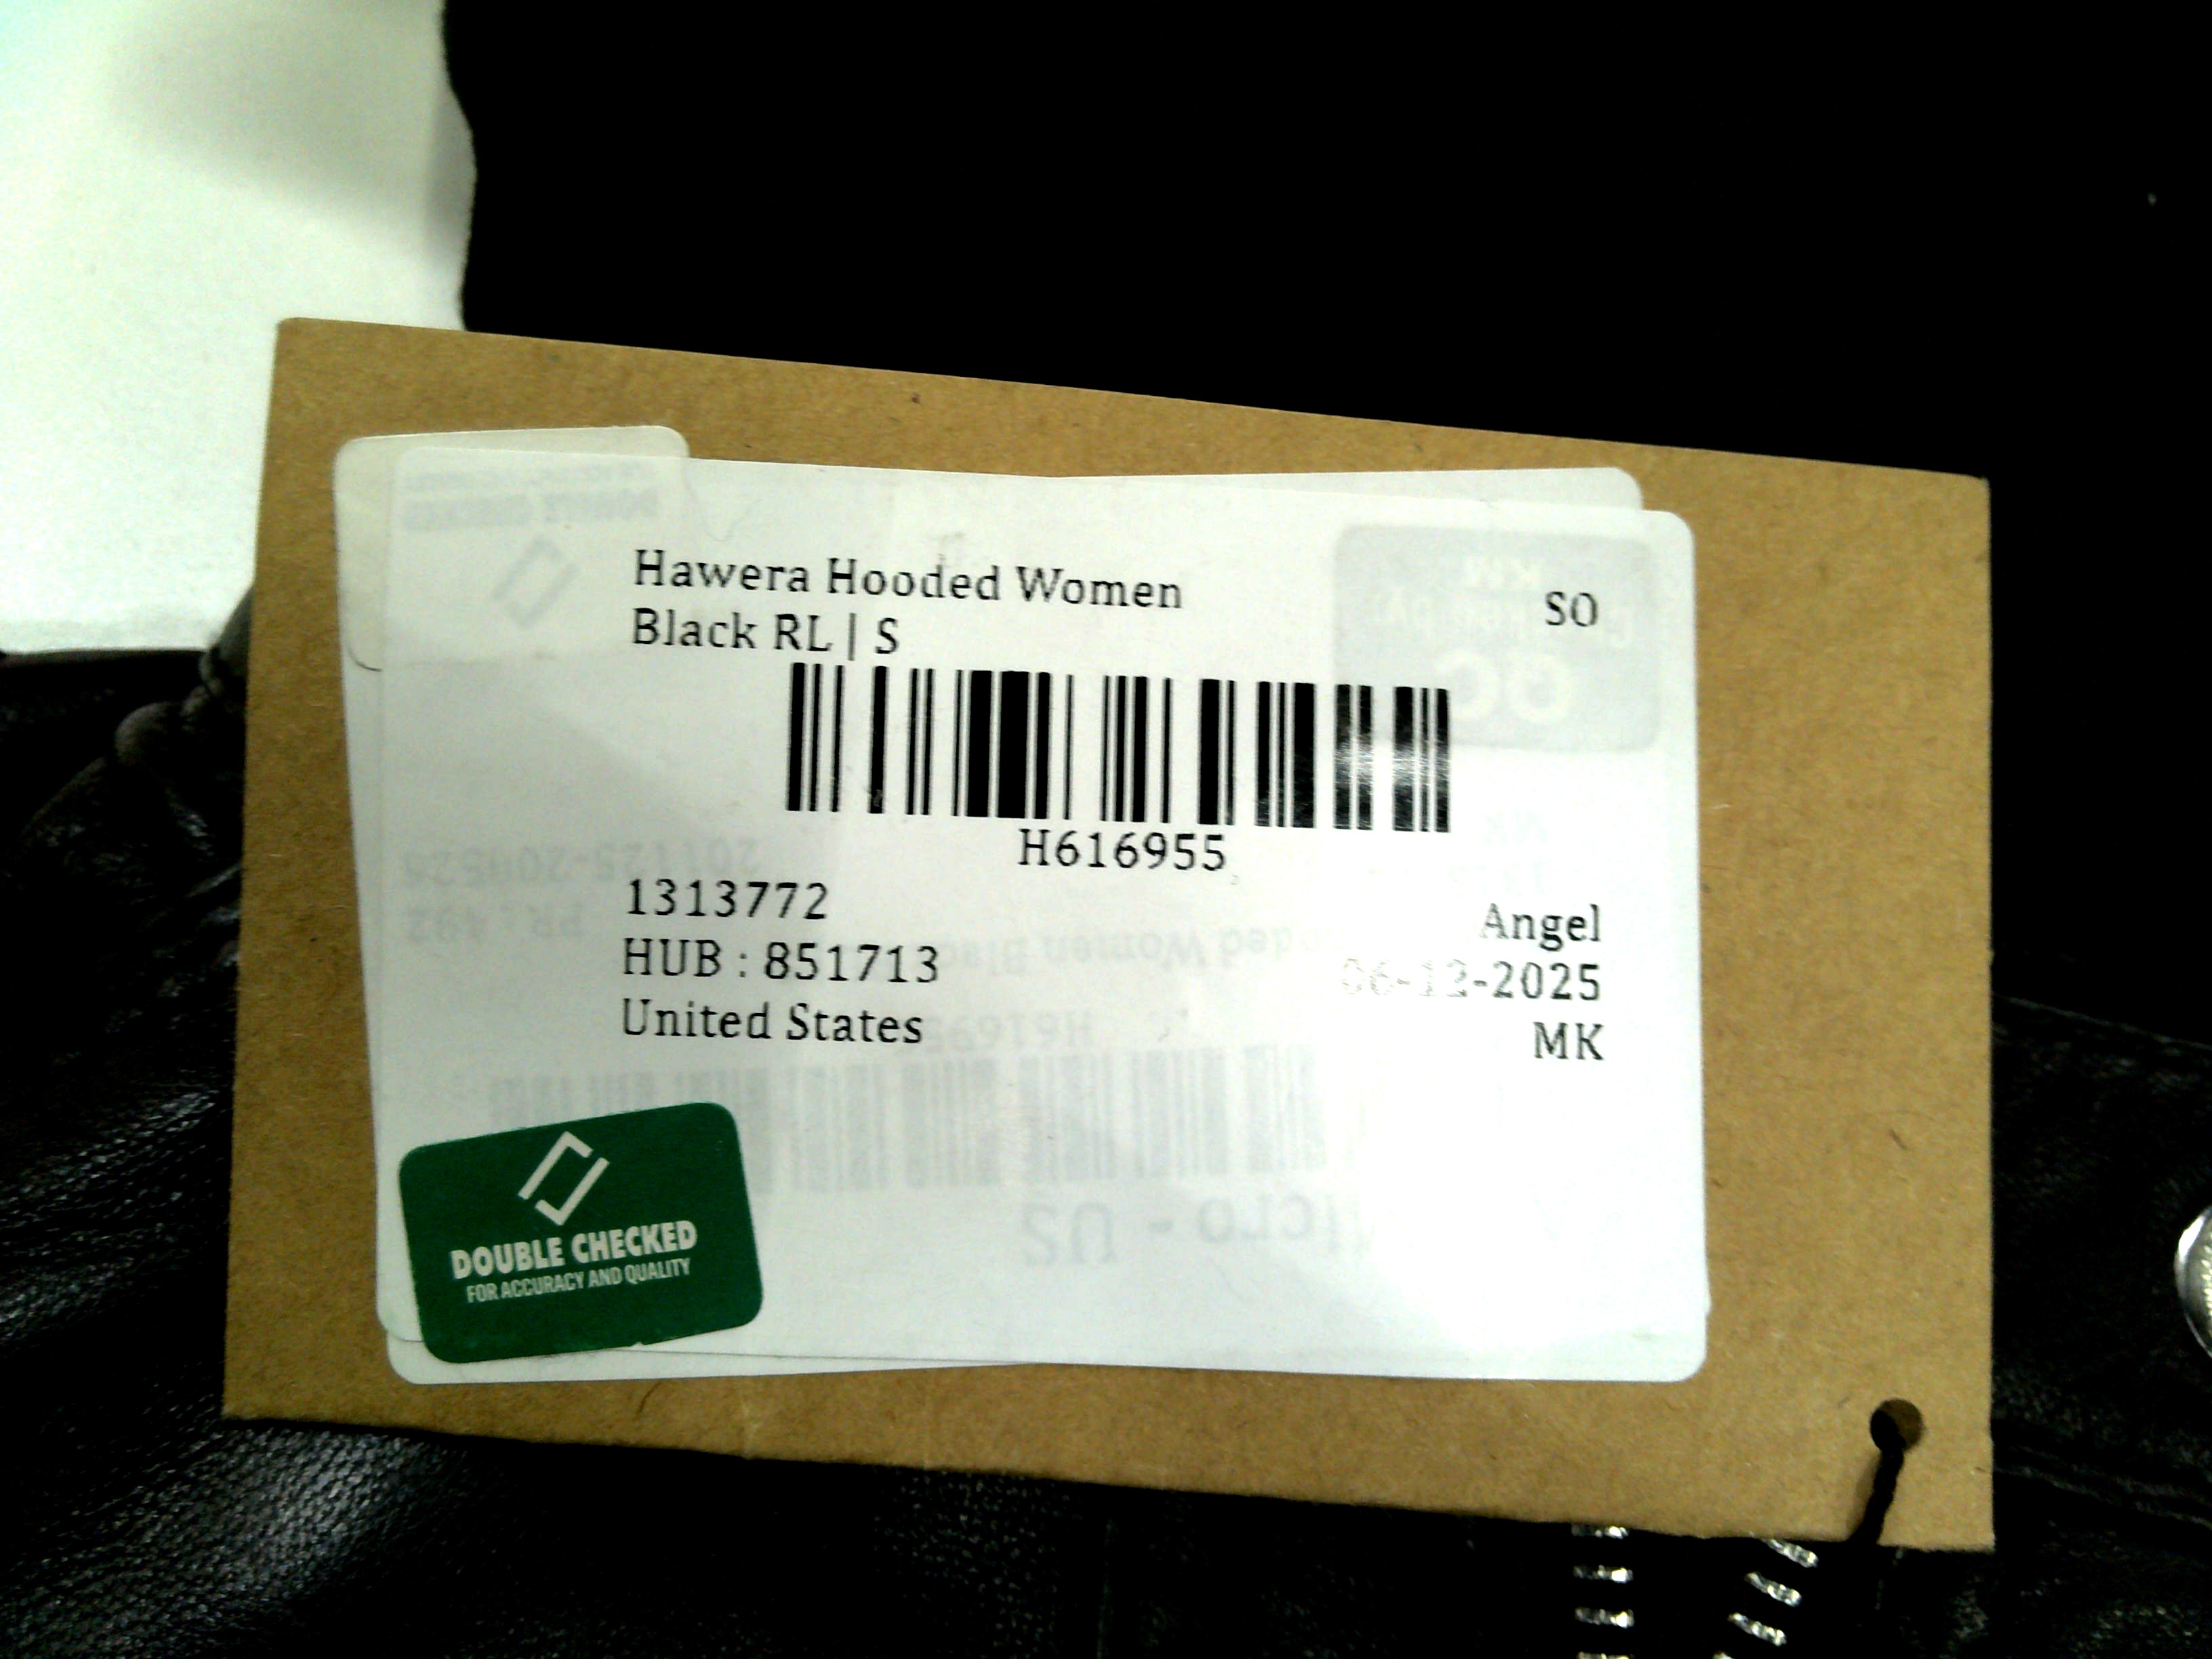 Hawera Hooded Women
Black RL | S
SO
H616955
1313772
HUB : 851713
United States
Angel
06-12-2025
MK
DOUBLE CHECKED
FOR ACCURACY AND QUALITY